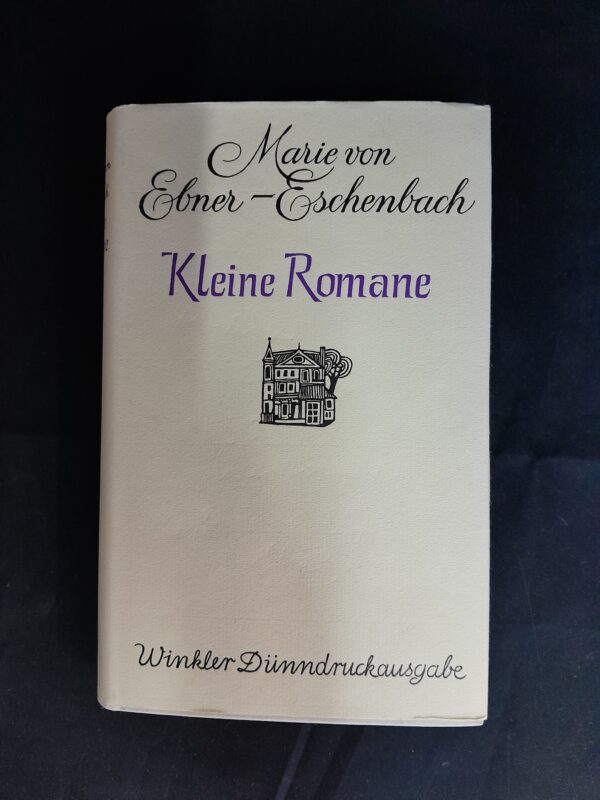 Marie von
Ebner-Eschenbach
Kleine Romane
Winkler Dünndruckausgabe